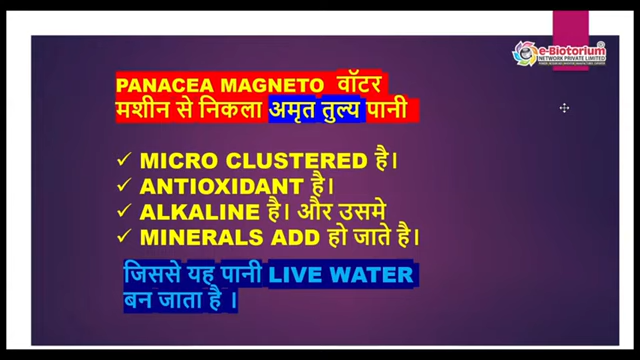 e-Biotorium
NETWORK PRIVATE LIMITED
PANACEA MAGNETO वॉटर
मशीन से निकला अमृत तुल्य पानी
✓ MICRO CLUSTERED है।
✓ ANTIOXIDANT है।
✓ ALKALINE है। और उसमे
✓ MINERALS ADD हो जाते है।
जिससे यह पानी LIVE WATER
बन जाता है ।